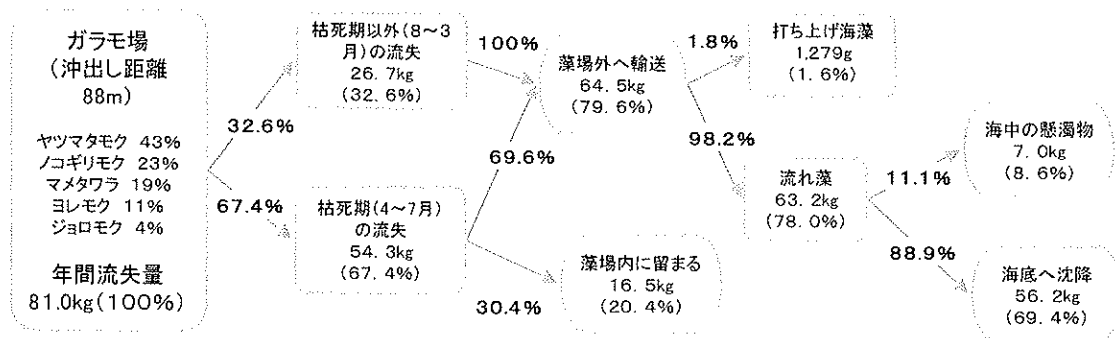 ガラモ場
(沖出し距離
88m)
ヤツマタモク 43%
ノコギリモク 23%
マメタワラ 19%
ヨレモク 11%
ジョロモク 4%
年間流失量
81.0kg(100%)
32.6%
67.4%
枯死期以外(8～3
月)の流失
26.7kg
(32.6%)
枯死期(4～7月)
の流失
54.3kg
(67.4%)
100%
69.6%
30.4%
藻場外へ輸送
64.5kg
(79.6%)
藻場内に留まる
16.5kg
(20.4%)
1.8%
98.2%
打ち上げ海藻
1,279g
(1.6%)
流れ藻
63.2kg
(78.0%)
11.1%
88.9%
海中の懸濁物
7.0kg
(8.6%)
海底へ沈降
56.2kg
(69.4%)